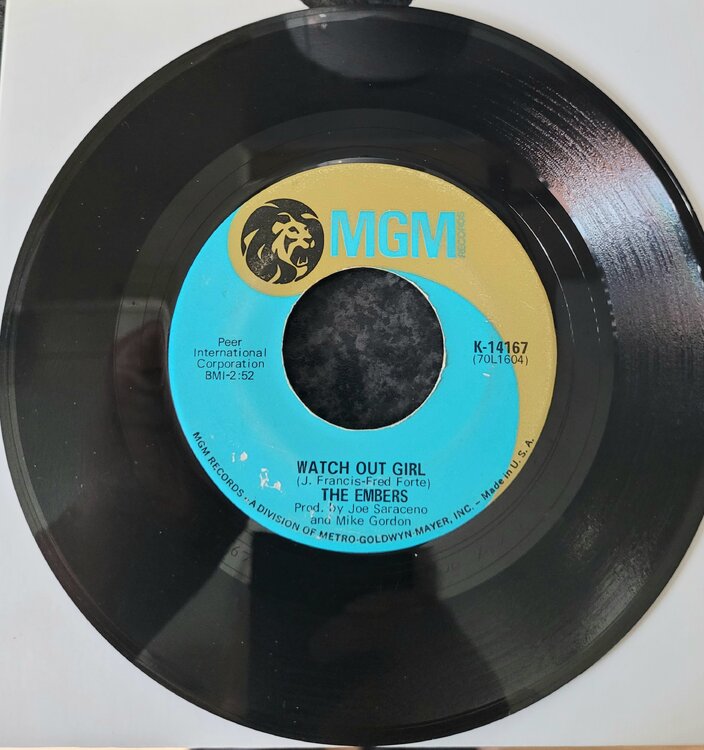 MGM
RECORDS
Peer
International
Corporation
BMI-2:52
K-14167
(70L1604)
WATCH OUT GIRL
(J. Francis-Fred Forte)
THE EMBERS
Prod. by Joe Saraceno
and Mike Gordon
MGM RECORDS - A DIVISION OF METRO-GOLDWYN-MAYER, INC. - Made in U.S.A.